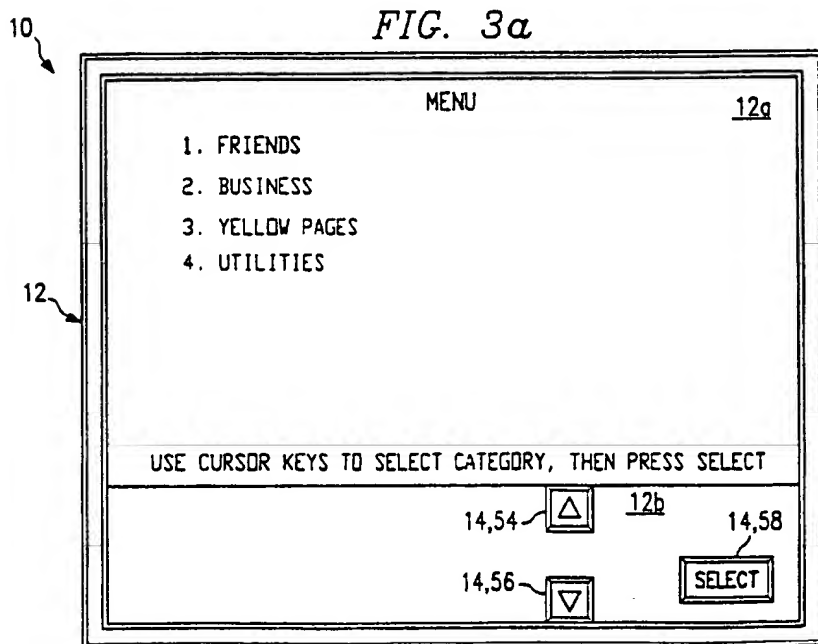 FIG. 3a
10
MENU
12a
1. FRIENDS
2. BUSINESS
3. YELLOW PAGES
4. UTILITIES
12
USE CURSOR KEYS TO SELECT CATEGORY, THEN PRESS SELECT
14,54
12b
14,58
14,56
SELECT